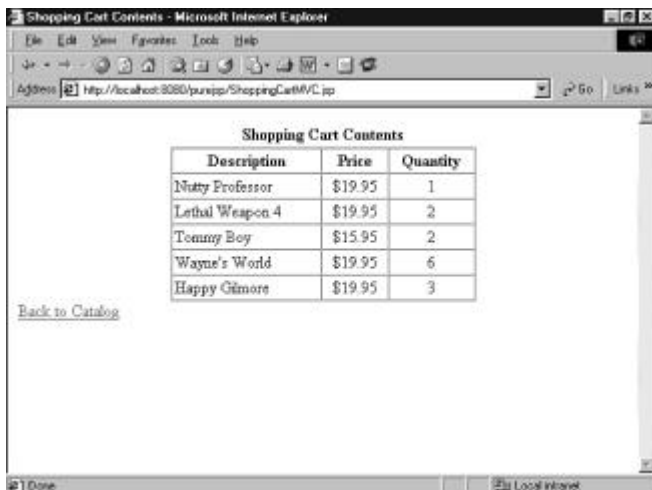 Shopping Cart Contents - Microsoft Internet Explorer
File Edit View Favorites Tools Help
Address http://localhost:8080/purejsp/ShoppingCartMVC.jsp Go Links »
Shopping Cart Contents
Description Price Quantity
Nutty Professor $19.95 1
Lethal Weapon 4 $19.95 2
Tommy Boy $15.95 2
Wayne's World $19.95 6
Happy Gilmore $19.95 3
Back to Catalog
Done Local intranet